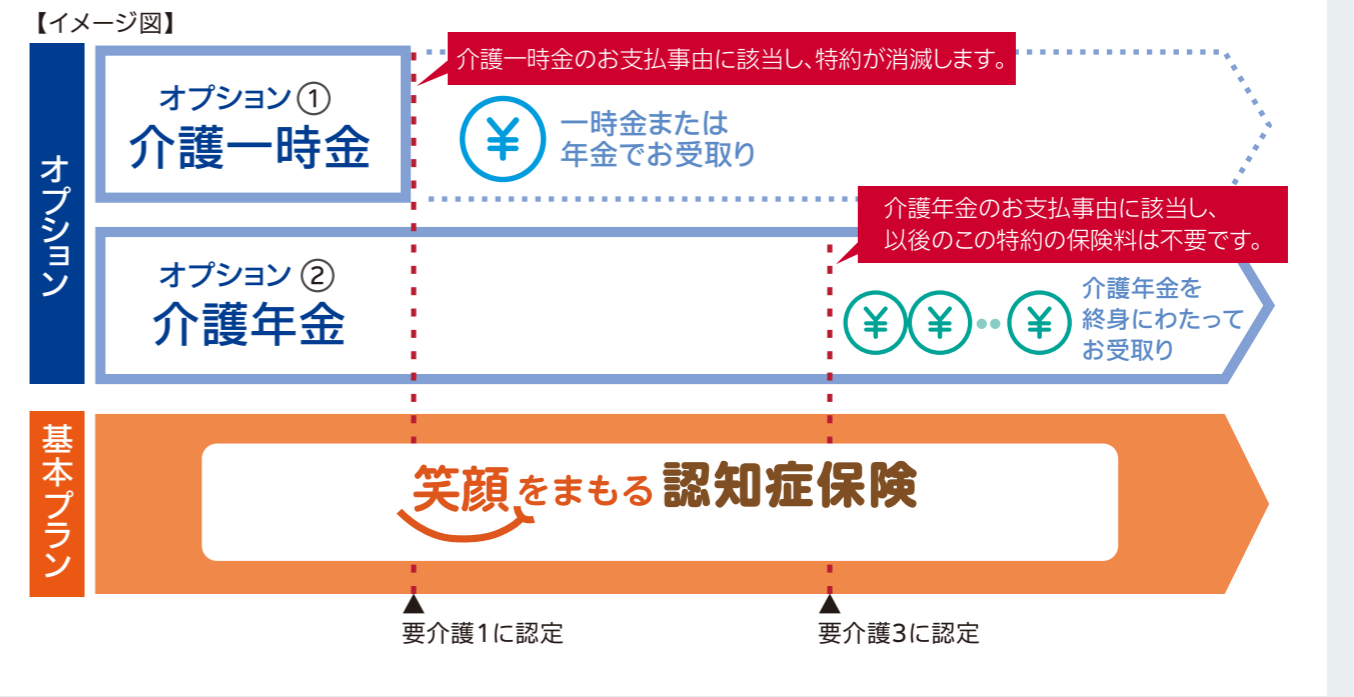 【イメージ図】
オプション
オプション①
介護一時金
介護一時金のお支払事由に該当し、特約が消滅します。
¥
一時金または
年金でお受取り
オプション②
介護年金
介護年金のお支払事由に該当し、
以後のこの特約の保険料は不要です。
¥ ¥ ¥
介護年金を
終身にわたって
お受取り
基本プラン
笑顔をまもる認知症保険
要介護1に認定
要介護3に認定